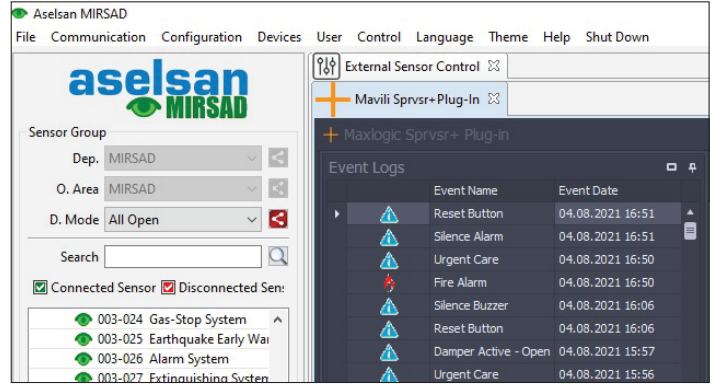 Aselsan MIRSAD
File Communication Configuration Devices User Control Language Theme Help Shut Down
aselsan
MIRSAD
Sensor Group
Dep. MIRSAD
O. Area MIRSAD
D. Mode All Open
Search
Connected Sensor Disconnected Sens
003-024 Gas-Stop System
003-025 Earthquake Early War
003-026 Alarm System
003-027 Extinguishing System
External Sensor Control
Mavili Sprvsr+Plug-In
Maxlogic Sprvsr+ Plug-in
Event Logs
Event Name Event Date
Reset Button 04.08.2021 16:51
Silence Alarm 04.08.2021 16:51
Urgent Care 04.08.2021 16:50
Fire Alarm 04.08.2021 16:50
Silence Buzzer 04.08.2021 16:06
Reset Button 04.08.2021 16:06
Damper Active - Open 04.08.2021 15:57
Urgent Care 04.08.2021 15:56